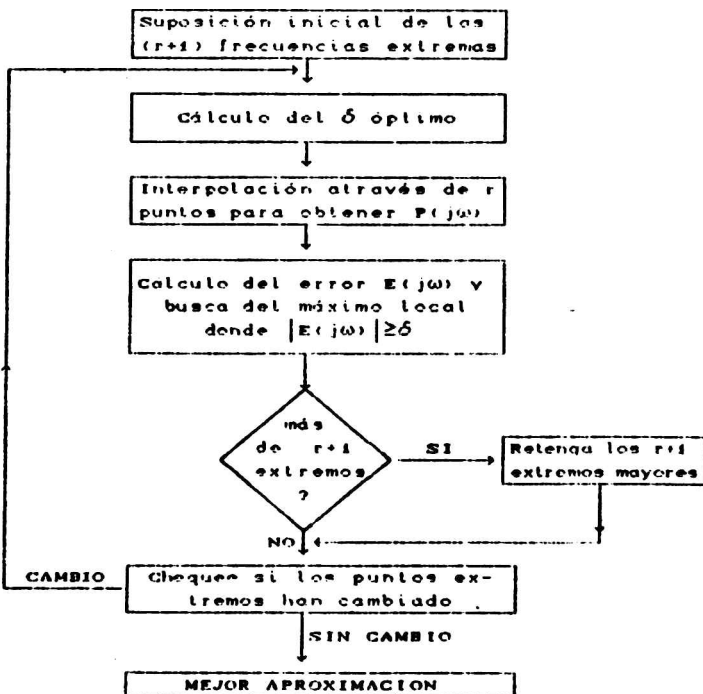 Suposición inicial de las
(r+1) frecuencias extremas
Cálculo del δ óptimo
Interpolación através de r
puntos para obtener P(jω)
Cálculo del error E(jω) y
busca del máximo local
donde |E(jω)|≥δ
más
de r+1
extremos
?
SI
Retenga los r+1
extremos mayores
NO
CAMBIO
Chequee si los puntos ex-
tremos han cambiado
SIN CAMBIO
MEJOR APROXIMACION